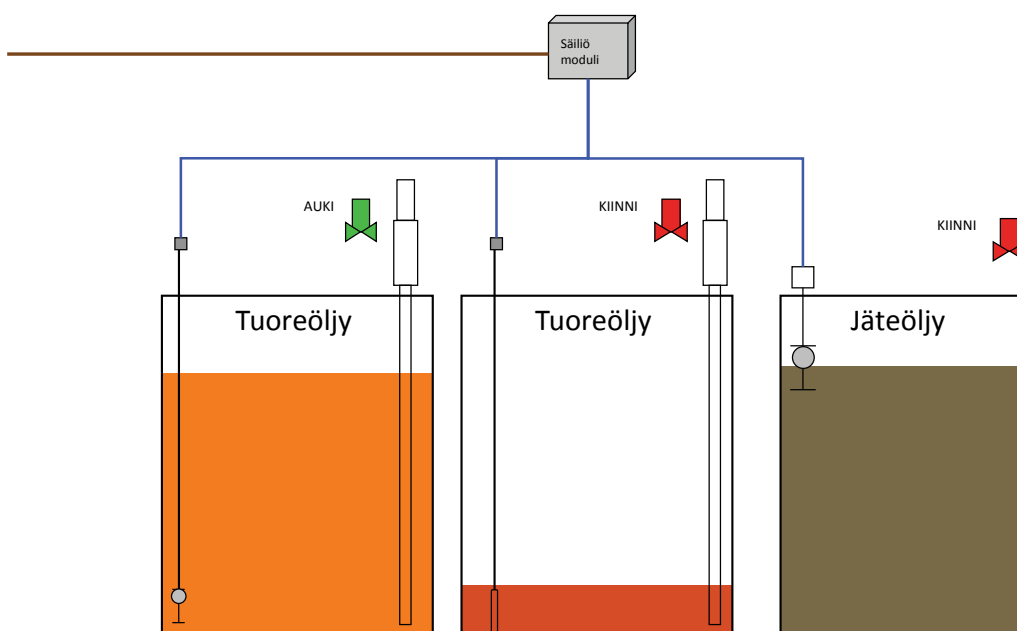 Säiliö
moduli
AUKI
KIINNI
KIINNI
Tuoreöljy
Tuoreöljy
Jäteöljy